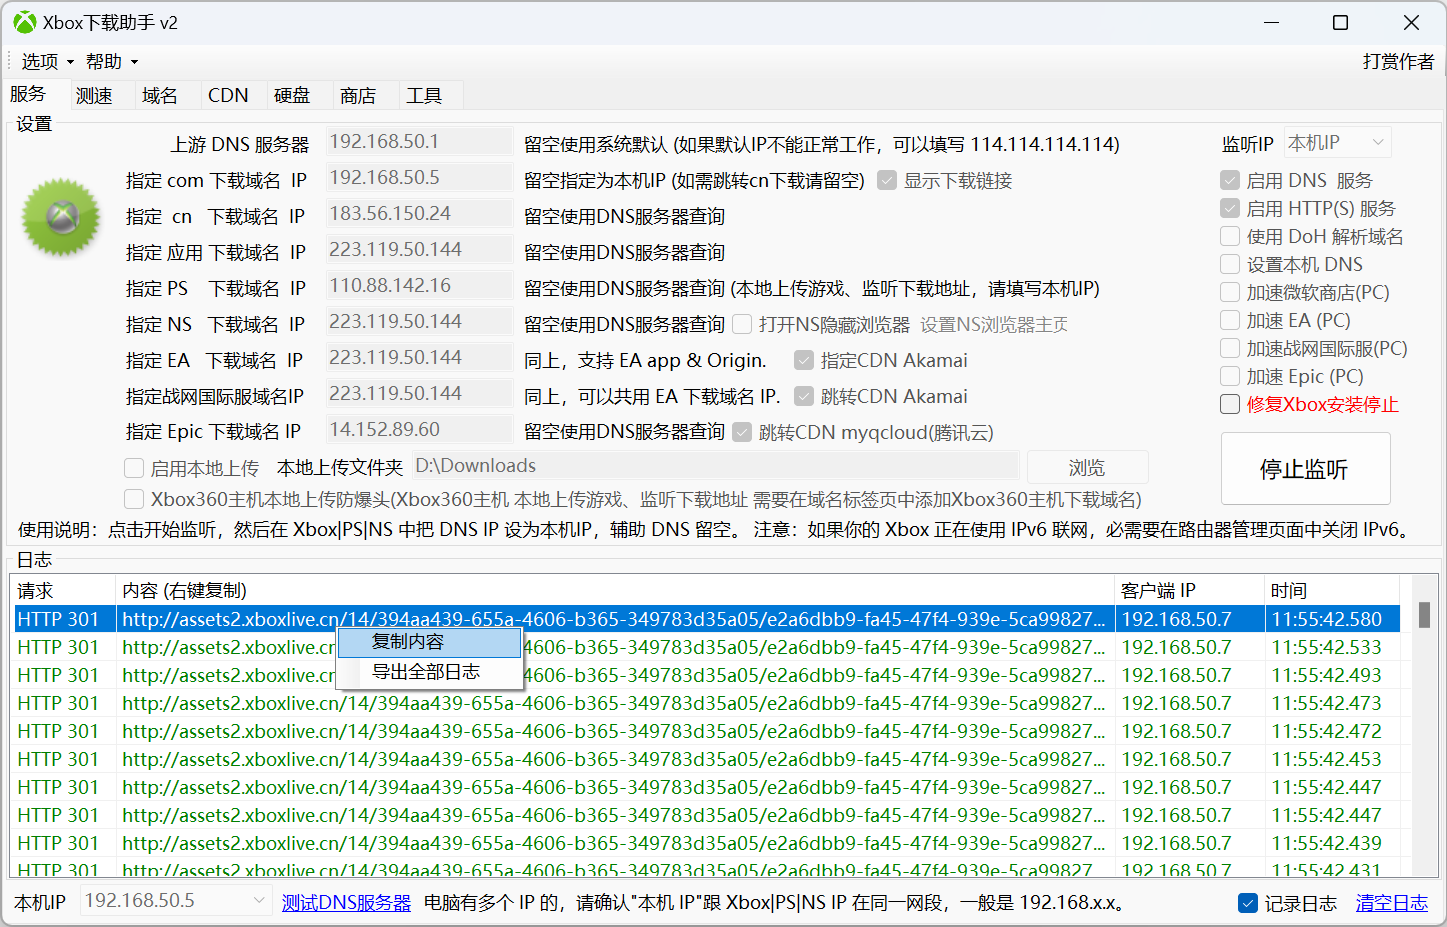 Xbox下载助手 v2
选项 帮助 打赏作者
服务 测速 域名 CDN 硬盘 商店 工具
设置
上游 DNS 服务器 192.168.50.1 留空使用系统默认 (如果默认IP不能正常工作，可以填写 114.114.114.114) 监听IP 本机IP
指定 com 下载域名 IP 192.168.50.5 留空指定为本机IP (如需跳转cn下载请留空) 显示下载链接 启用 DNS 服务
指定 cn 下载域名 IP 183.56.150.24 留空使用DNS服务器查询 启用 HTTP(S) 服务
使用 DoH 解析域名
指定 应用 下载域名 IP 223.119.50.144 留空使用DNS服务器查询 设置本机 DNS
指定 PS 下载域名 IP 110.88.142.16 留空使用DNS服务器查询 (本地上传游戏、监听下载地址，请填写本机IP) 加速微软商店(PC)
指定 NS 下载域名 IP 223.119.50.144 留空使用DNS服务器查询 打开NS隐藏浏览器 设置NS浏览器主页 加速 EA (PC)
加速战网国际服(PC)
指定 EA 下载域名 IP 223.119.50.144 同上，支持 EA app & Origin. 指定CDN Akamai 加速 Epic (PC)
指定战网国际服域名IP 223.119.50.144 同上，可以共用 EA 下载域名 IP. 跳转CDN Akamai 修复Xbox安装停止
指定 Epic 下载域名 IP 14.152.89.60 留空使用DNS服务器查询 跳转CDN myqcloud(腾讯云)
启用本地上传 本地上传文件夹 D:\Downloads 浏览 停止监听
Xbox360主机本地上传防爆头(Xbox360主机 本地上传游戏、监听下载地址 需要在域名标签页中添加Xbox360主机下载域名)
使用说明：点击开始监听，然后在 Xbox|PS|NS 中把 DNS IP 设为本机IP，辅助 DNS 留空。 注意：如果你的 Xbox 正在使用 IPv6 联网，必需要在路由器管理页面中关闭 IPv6。
日志
请求 内容 (右键复制) 客户端 IP 时间
HTTP 301 http://assets2.xboxlive.cn/14/394aa439-655a-4606-b365-349783d35a05/e2a6dbb9-fa45-47f4-939e-5ca99827... 192.168.50.7 11:55:42.580
复制内容
HTTP 301 http://assets2.xboxlive.cn 4606-b365-349783d35a05/e2a6dbb9-fa45-47f4-939e-5ca99827... 192.168.50.7 11:55:42.533
导出全部日志
HTTP 301 http://assets2.xboxlive.cn 4606-b365-349783d35a05/e2a6dbb9-fa45-47f4-939e-5ca99827... 192.168.50.7 11:55:42.493
HTTP 301 http://assets2.xboxlive.cn/14/394aa439-655a-4606-b365-349783d35a05/e2a6dbb9-fa45-47f4-939e-5ca99827... 192.168.50.7 11:55:42.473
HTTP 301 http://assets2.xboxlive.cn/14/394aa439-655a-4606-b365-349783d35a05/e2a6dbb9-fa45-47f4-939e-5ca99827... 192.168.50.7 11:55:42.472
HTTP 301 http://assets2.xboxlive.cn/14/394aa439-655a-4606-b365-349783d35a05/e2a6dbb9-fa45-47f4-939e-5ca99827... 192.168.50.7 11:55:42.453
HTTP 301 http://assets2.xboxlive.cn/14/394aa439-655a-4606-b365-349783d35a05/e2a6dbb9-fa45-47f4-939e-5ca99827... 192.168.50.7 11:55:42.447
HTTP 301 http://assets2.xboxlive.cn/14/394aa439-655a-4606-b365-349783d35a05/e2a6dbb9-fa45-47f4-939e-5ca99827... 192.168.50.7 11:55:42.447
HTTP 301 http://assets2.xboxlive.cn/14/394aa439-655a-4606-b365-349783d35a05/e2a6dbb9-fa45-47f4-939e-5ca99827... 192.168.50.7 11:55:42.439
HTTP 301 http://assets2.xboxlive.cn/14/394aa439-655a-4606-b365-349783d35a05/e2a6dbb9-fa45-47f4-939e-5ca99827... 192.168.50.7 11:55:42.431
本机IP 192.168.50.5 测试DNS服务器 电脑有多个 IP 的，请确认"本机 IP"跟 Xbox|PS|NS IP 在同一网段，一般是 192.168.x.x。 记录日志 清空日志